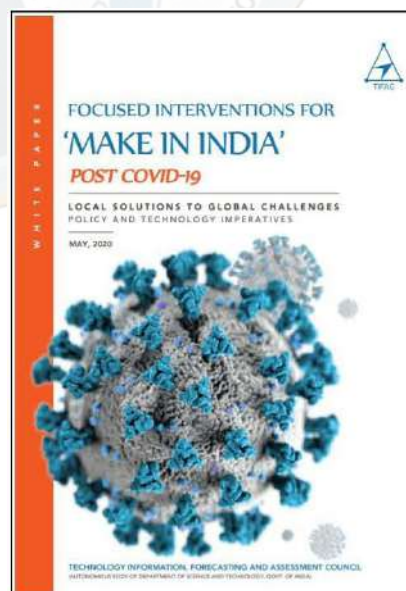 TIFAC
WHITE PAPER
FOCUSED INTERVENTIONS FOR
'MAKE IN INDIA'
POST COVID-19
LOCAL SOLUTIONS TO GLOBAL CHALLENGES
POLICY AND TECHNOLOGY IMPERATIVES
MAY, 2020
TECHNOLOGY INFORMATION, FORECASTING AND ASSESSMENT COUNCIL
(AUTONOMOUS BODY OF DEPARTMENT OF SCIENCE AND TECHNOLOGY, GOVT. OF INDIA)